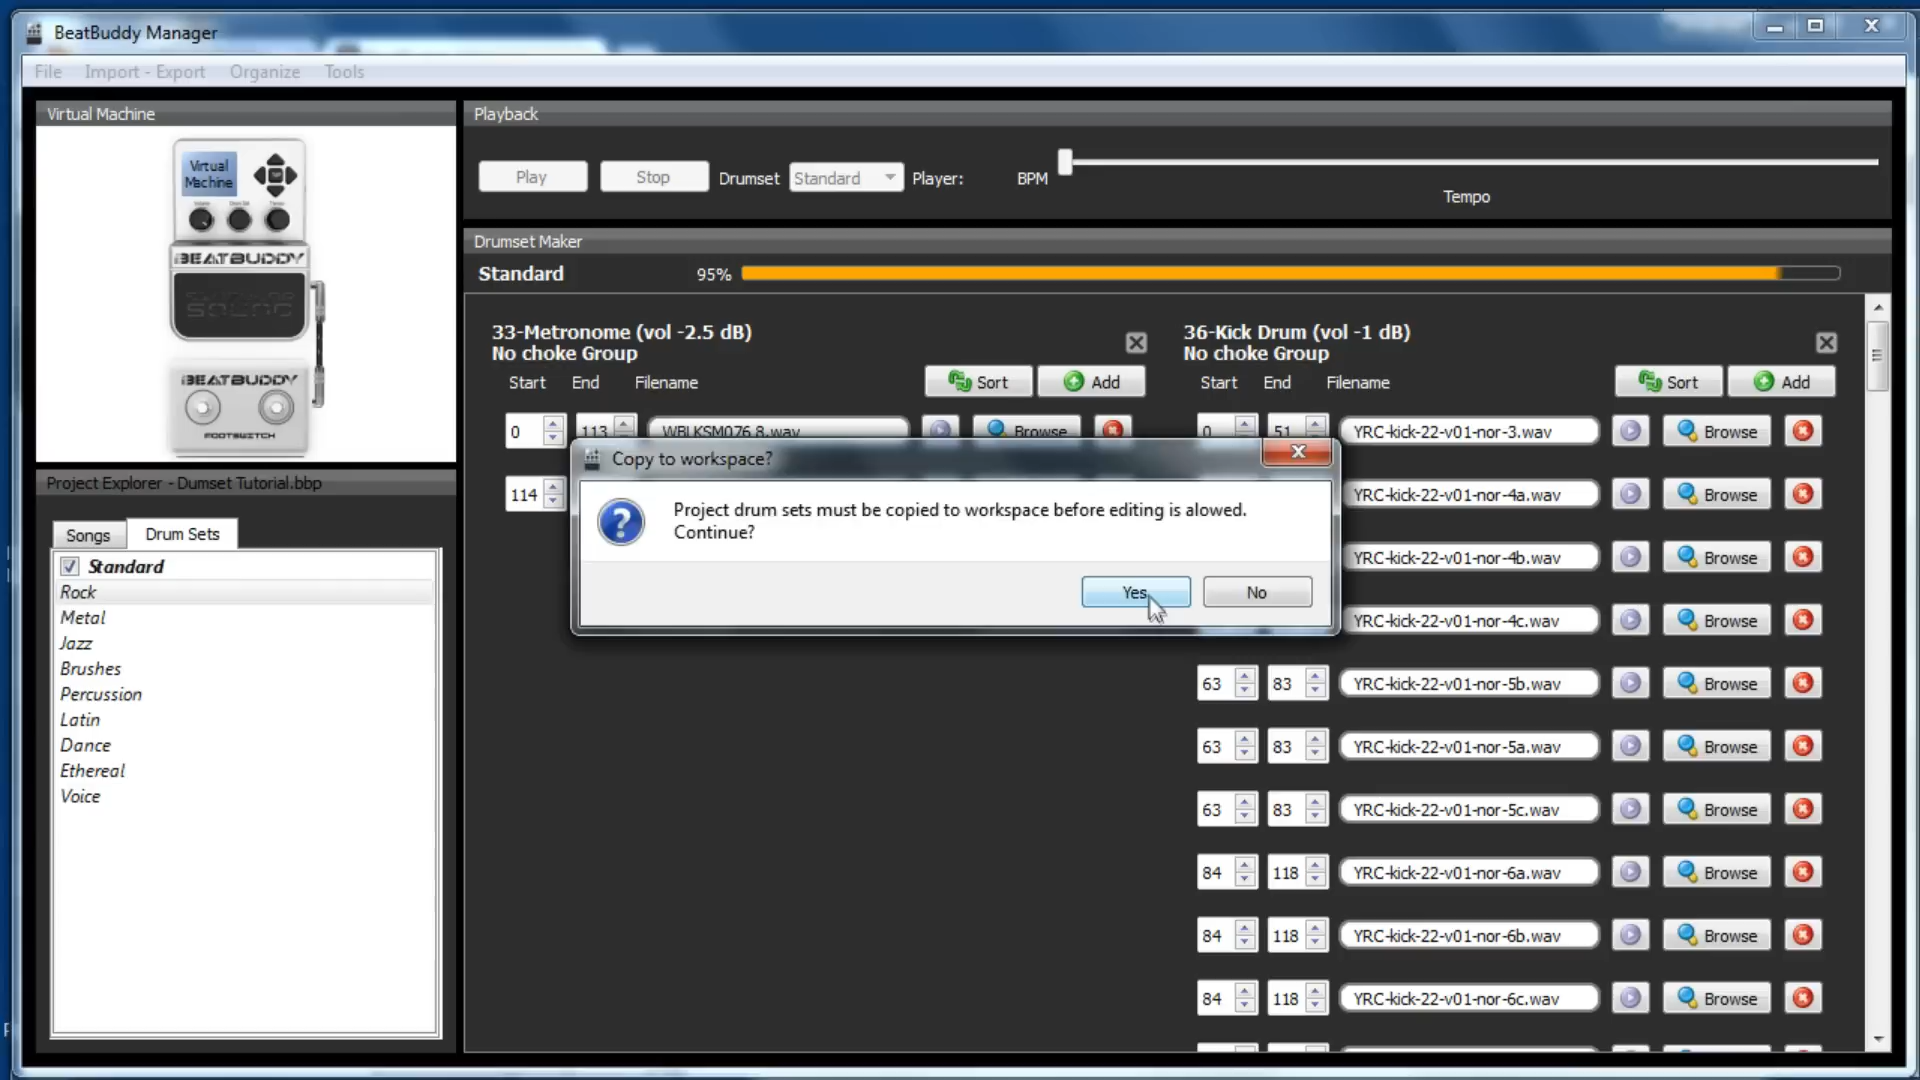 BeatBuddy Manager
File Import - Export Organize Tools
Virtual Machine
Virtual
Machine
BEATBUDDY
BEATBUDDY
FOOTSWITCH
Playback
Play Stop Drumset Standard Player: BPM
Tempo
Drumset Maker
Standard 95%
33-Metronome (vol -2.5 dB)
No choke Group
Start End Filename Sort Add
0 113 WBLKSM076 8.wav Browse
114
36-Kick Drum (vol -1 dB)
No choke Group
Start End Filename Sort Add
0 51 YRC-kick-22-v01-nor-3.wav Browse
YRC-kick-22-v01-nor-4a.wav Browse
YRC-kick-22-v01-nor-4b.wav Browse
YRC-kick-22-v01-nor-4c.wav Browse
63 83 YRC-kick-22-v01-nor-5b.wav Browse
63 83 YRC-kick-22-v01-nor-5a.wav Browse
63 83 YRC-kick-22-v01-nor-5c.wav Browse
84 118 YRC-kick-22-v01-nor-6a.wav Browse
84 118 YRC-kick-22-v01-nor-6b.wav Browse
84 118 YRC-kick-22-v01-nor-6c.wav Browse
Copy to workspace?
Project drum sets must be copied to workspace before editing is alowed.
Continue?
Yes No
Project Explorer - Dumset Tutorial.bbp
Songs Drum Sets
Standard
Rock
Metal
Jazz
Brushes
Percussion
Latin
Dance
Ethereal
Voice